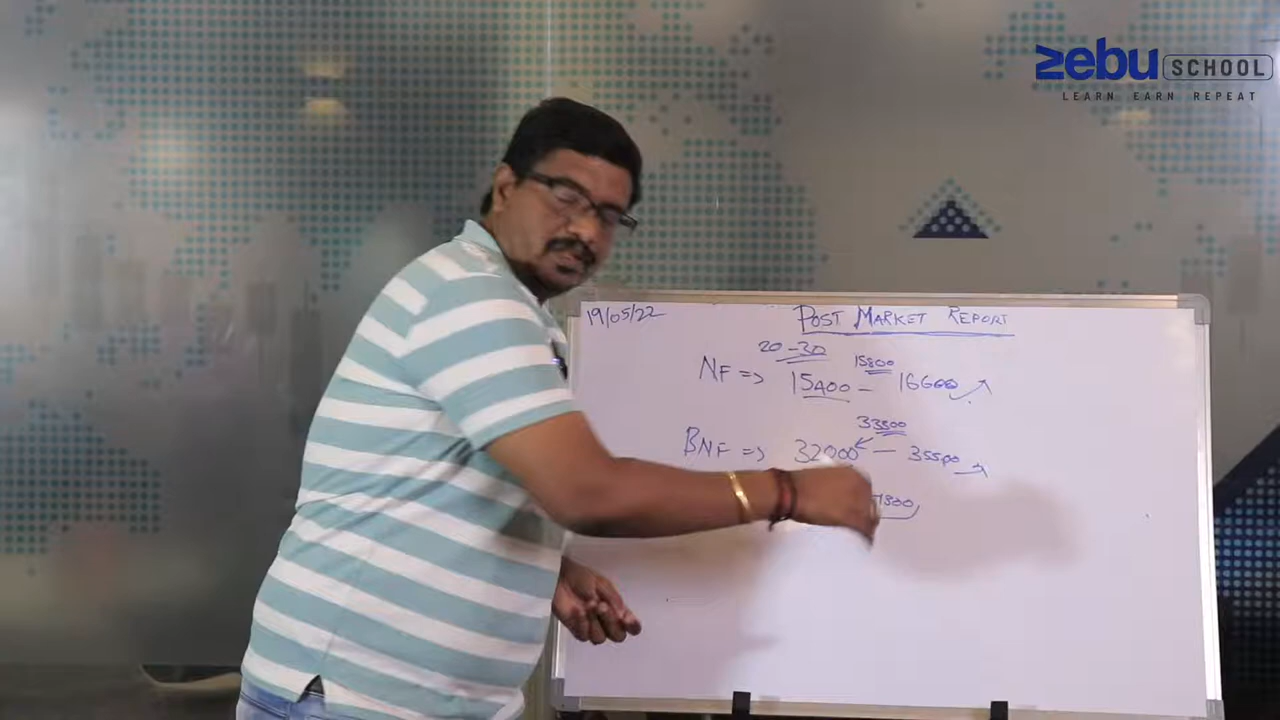 zebu SCHOOL
LEARN EARN REPEAT
19/05/22
POST MARKET REPORT
20-30
15800
NF => 15400 - 16600
33800
BNF => 32000 - 35500